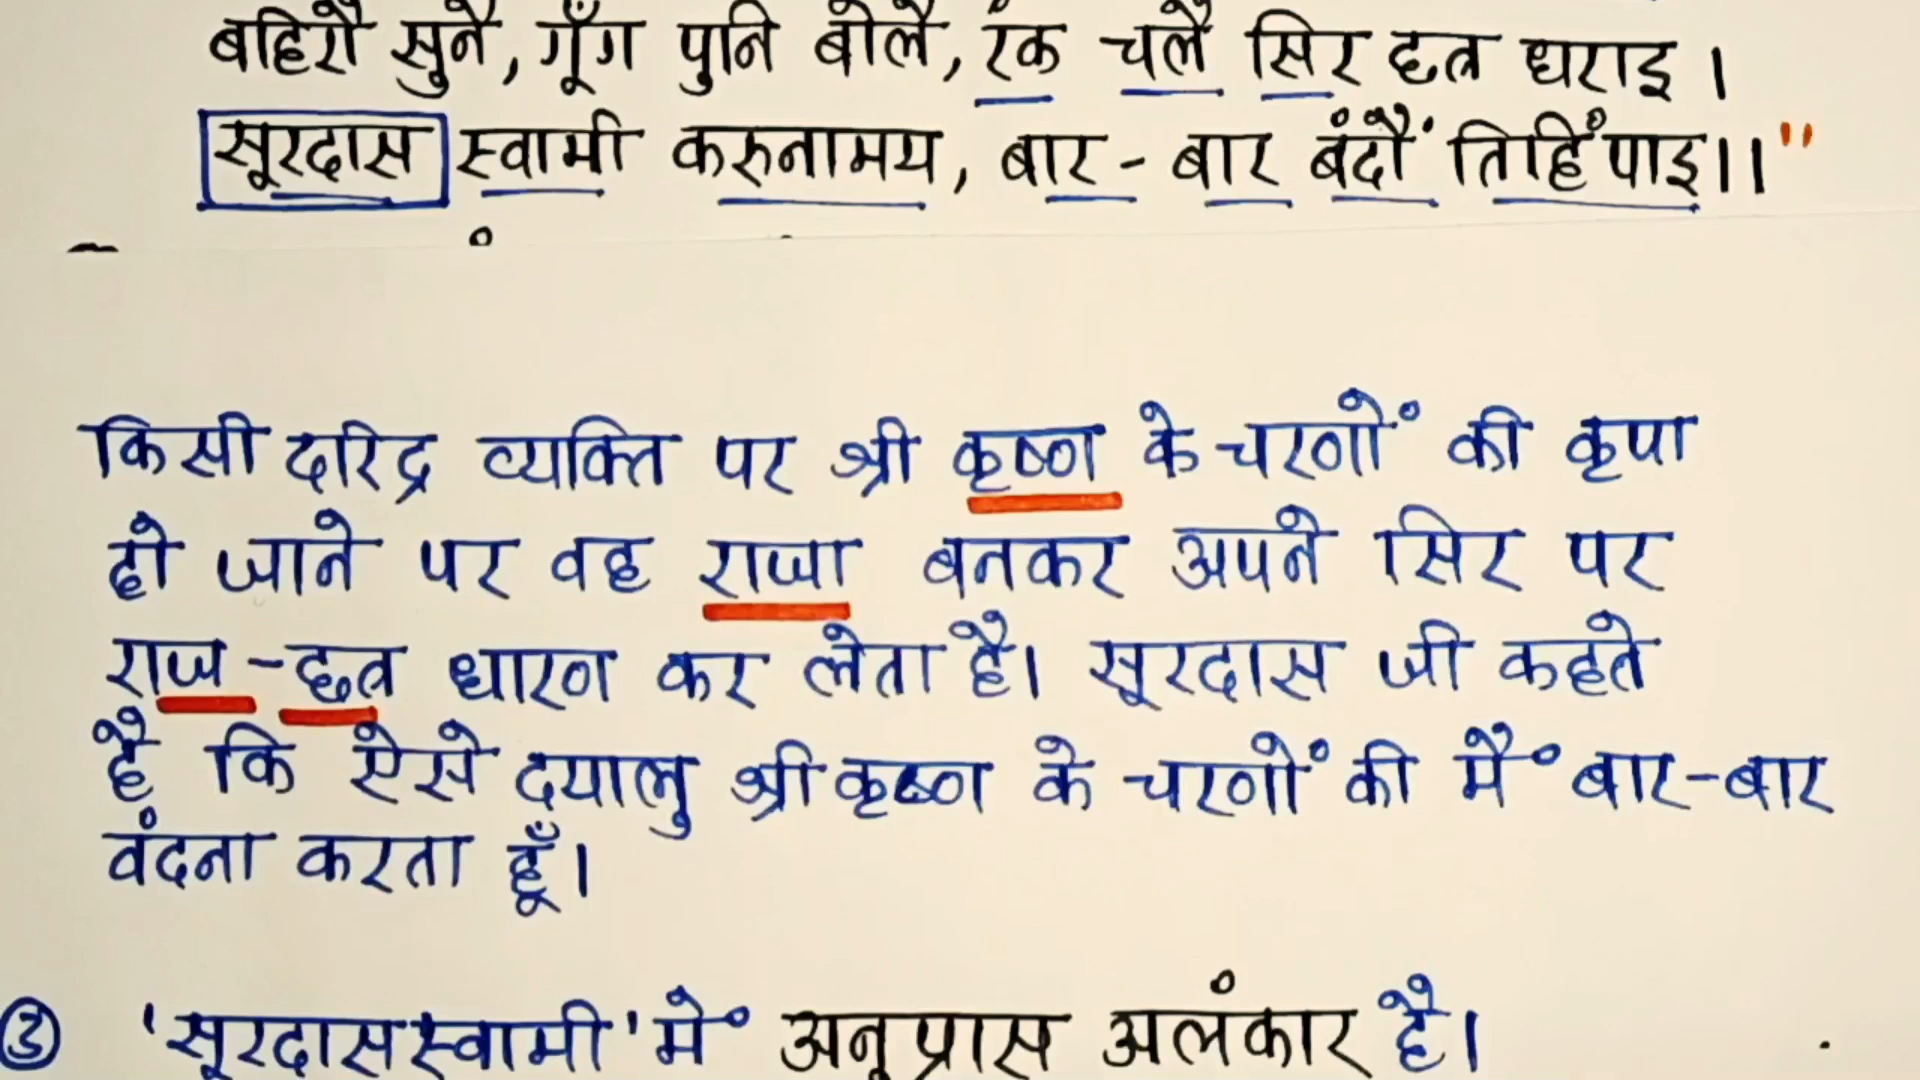 बहिरौ सुनै, गूँग पुनि बोलै, रंक चलै सिर छत्र धराइ ।
सूरदास स्वामी करुनामय, बार - बार बंदौं तिहिं पाइ।।"
किसी दरिद्र व्यक्ति पर श्री कृष्ण के चरणों की कृपा
हो जाने पर वह राजा बनकर अपने सिर पर
राज - छत्र धारण कर लेता है। सूरदास जी कहते
है कि ऐसे दयालु श्री कृष्ण के चरणों की मैं बार-बार
वंदना करता हूँ।
③ 'सूरदास स्वामी' में अनुप्रास अलंकार है।